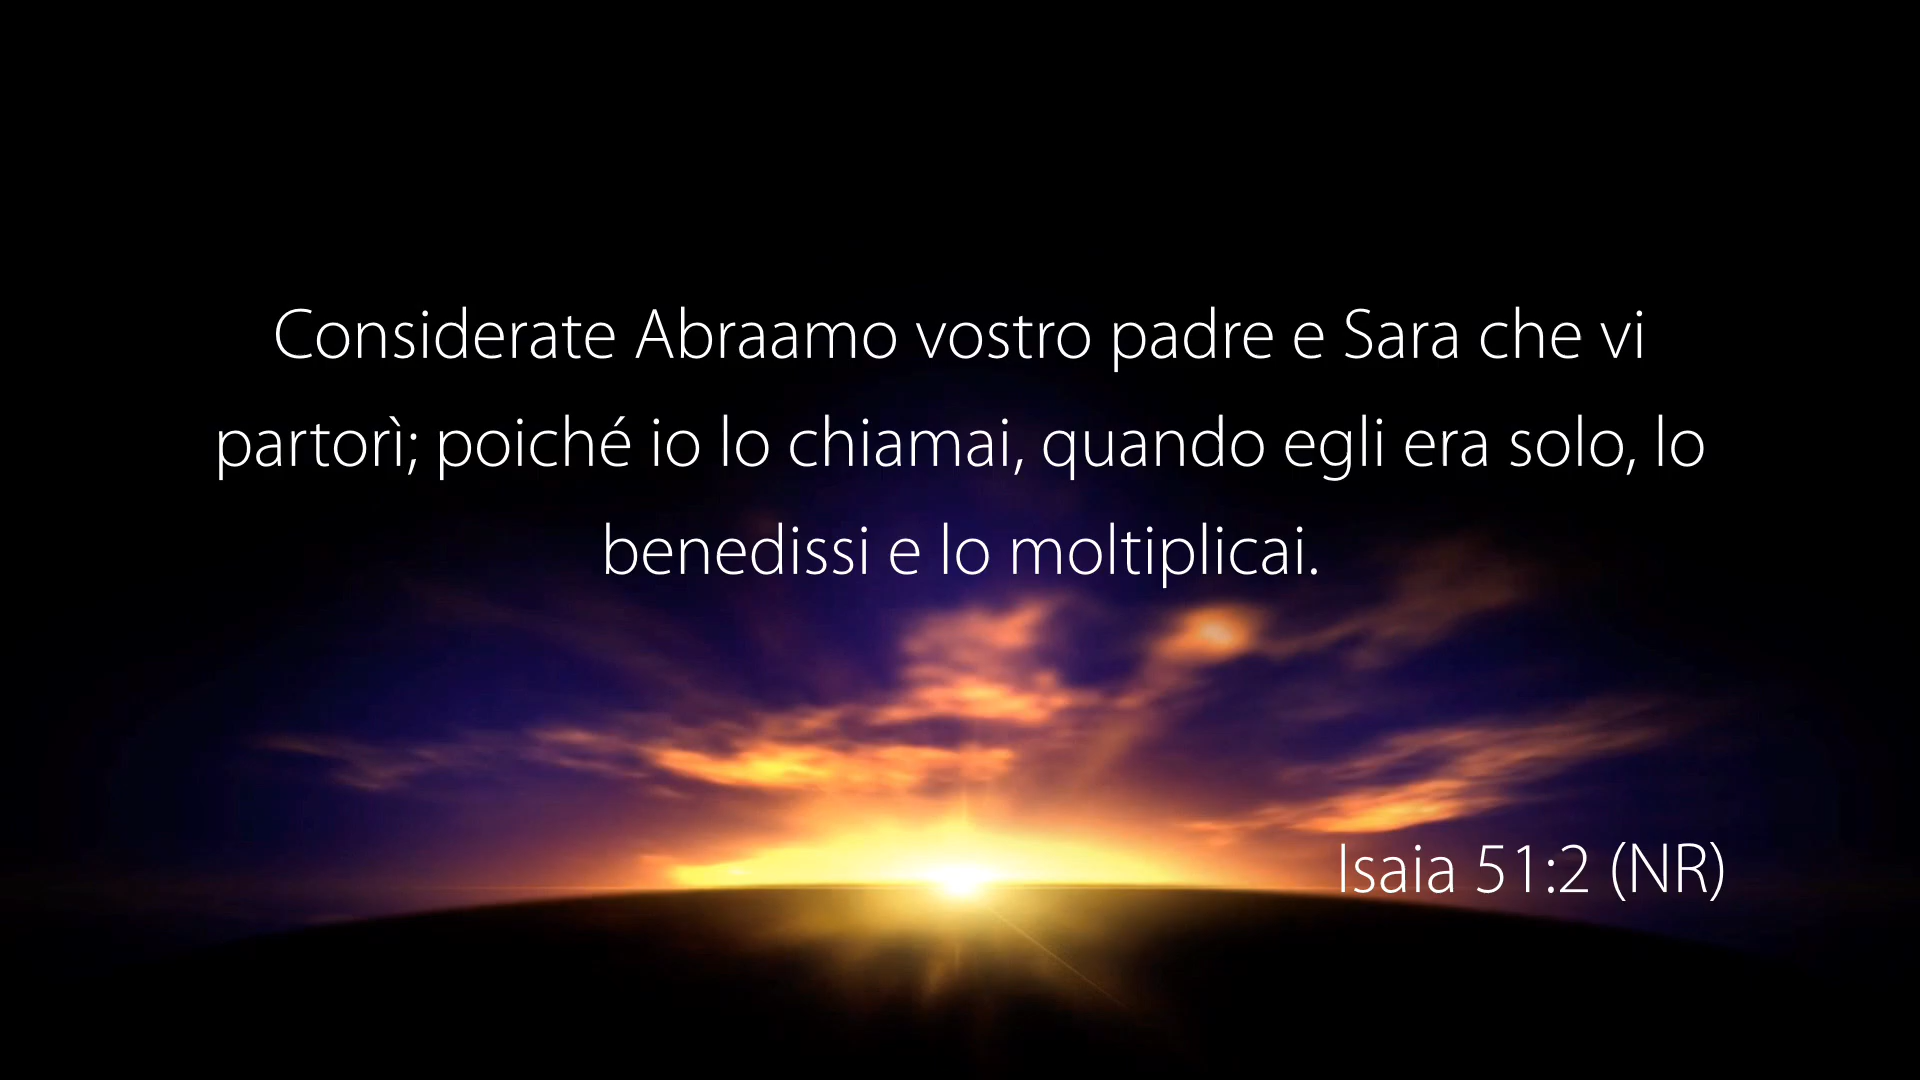 Considerate Abraamo vostro padre e Sara che vi
partorì; poiché io lo chiamai, quando egli era solo, lo
benedissi e lo moltiplicai.
Isaia 51:2 (NR)